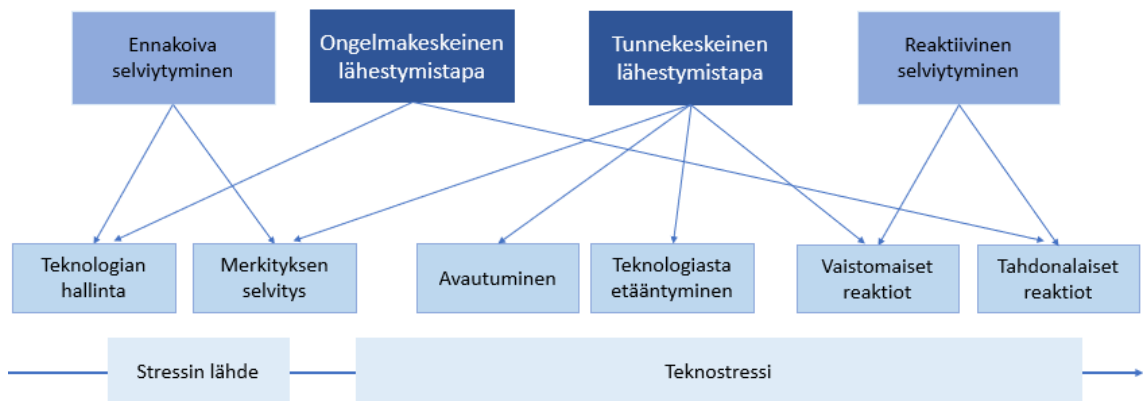 Ennakoiva
selviytyminen
Ongelmakeskeinen
lähestymistapa
Tunnekeskeinen
lähestymistapa
Reaktiivinen
selviytyminen
Teknologian
hallinta
Merkityksen
selvitys
Avautuminen
Teknologiasta
etääntyminen
Vaistomaiset
reaktiot
Tahdonalaiset
reaktiot
Stressin lähde
Teknostressi